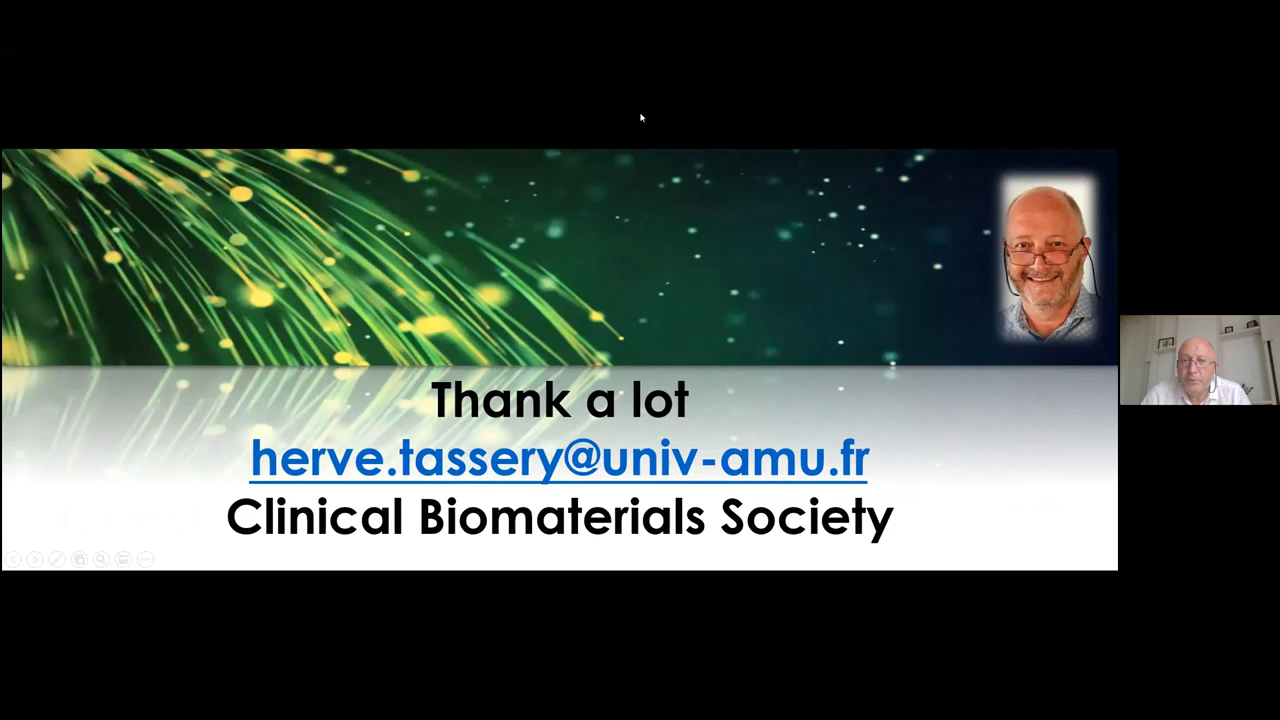 Thank a lot
herve.tassery@univ-amu.fr
Clinical Biomaterials Society